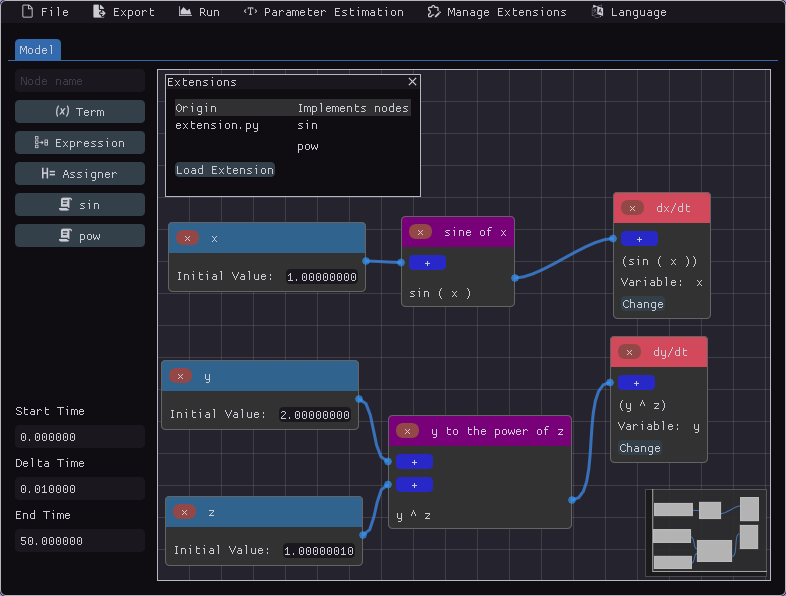 File Export Run Parameter Estimation Manage Extensions Language
Model
Node name
(x) Term
Expression
H= Assigner
sin
pow
Start Time
0.000000
Delta Time
0.010000
End Time
50.000000
Extensions ×
Origin Implements nodes
extension.py sin
pow
Load Extension
× x
Initial Value: 1.00000000
× sine of x
+
sin ( x )
× dx/dt
+
(sin ( x ))
Variable: x
Change
× y
Initial Value: 2.00000000
× y to the power of z
+
+
y ^ z
× dy/dt
+
(y ^ z)
Variable: y
Change
× z
Initial Value: 1.00000010